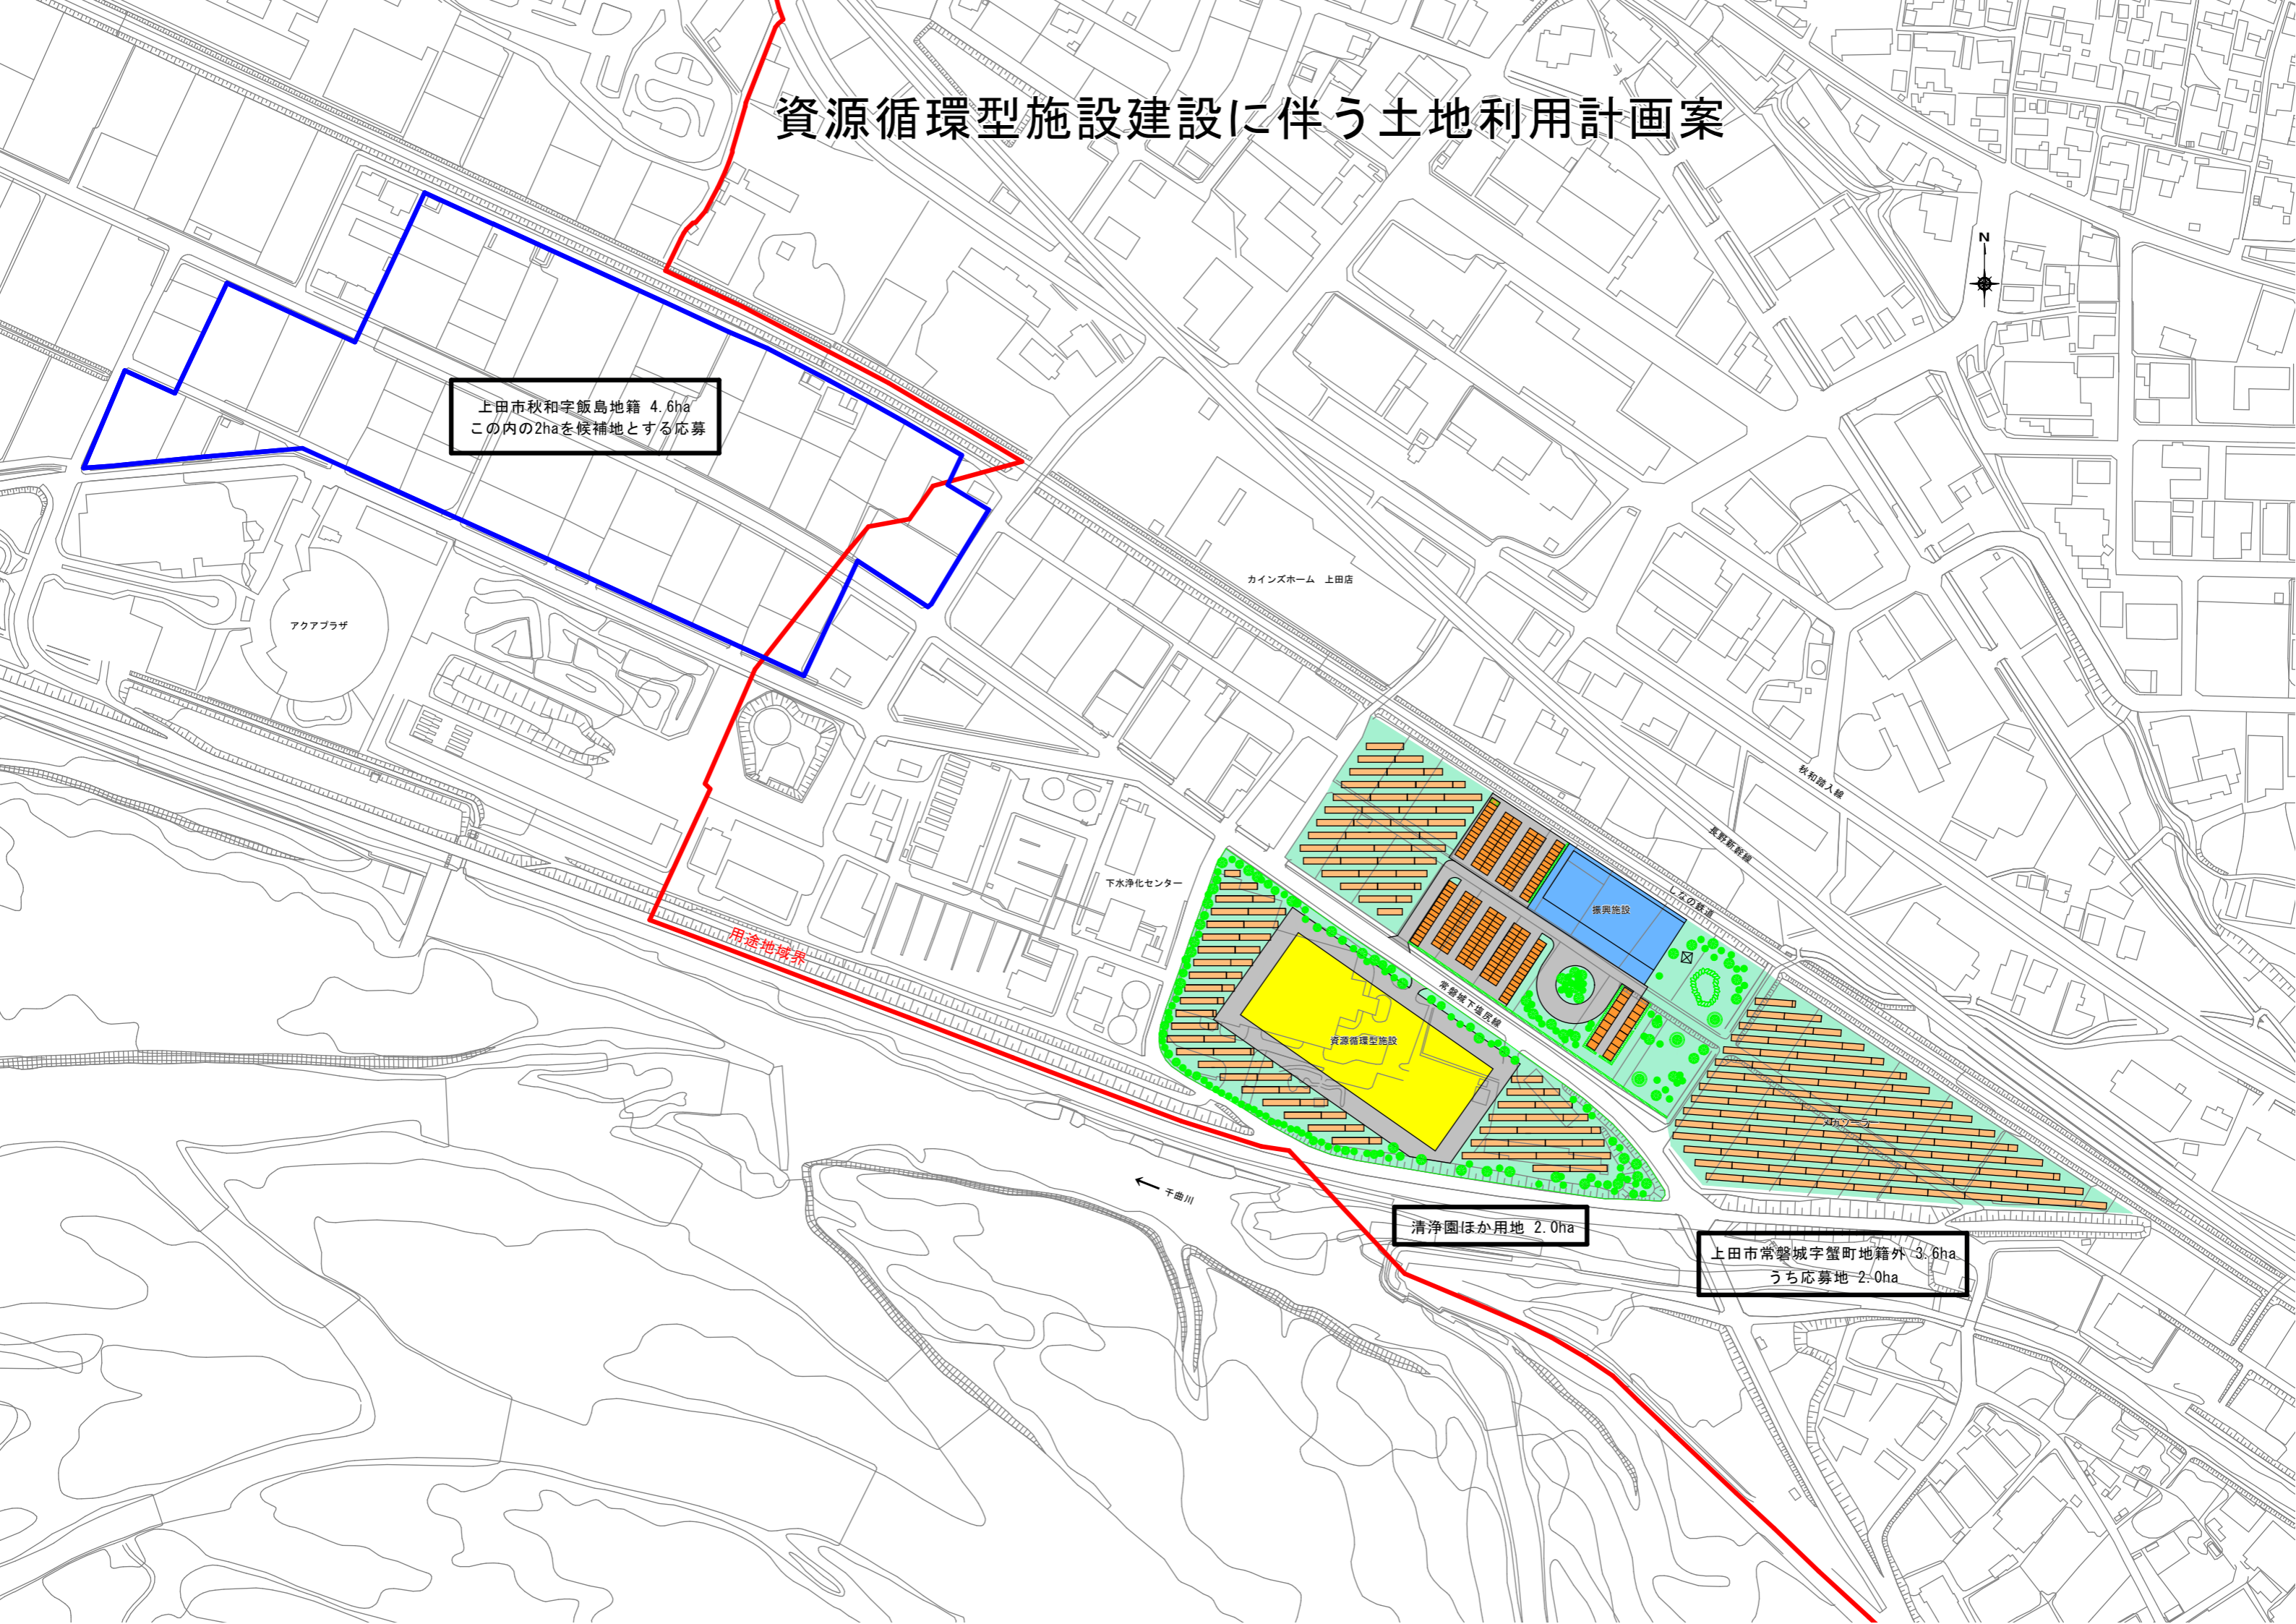 資源循環型施設建設に伴う土地利用計画案
N
上田市秋和字飯島地籍 4.6ha
この内の2haを候補地とする応募
カインズホーム 上田店
アクアプラザ
秋和踏入線
長野新幹線
しなの鉄道
下水浄化センター
振興施設
用途地域界
常磐城下塩尻線
資源循環型施設
メガソーラー
千曲川
清浄園ほか用地 2.0ha
上田市常磐城字蟹町地籍外 3.6ha
うち応募地 2.0ha